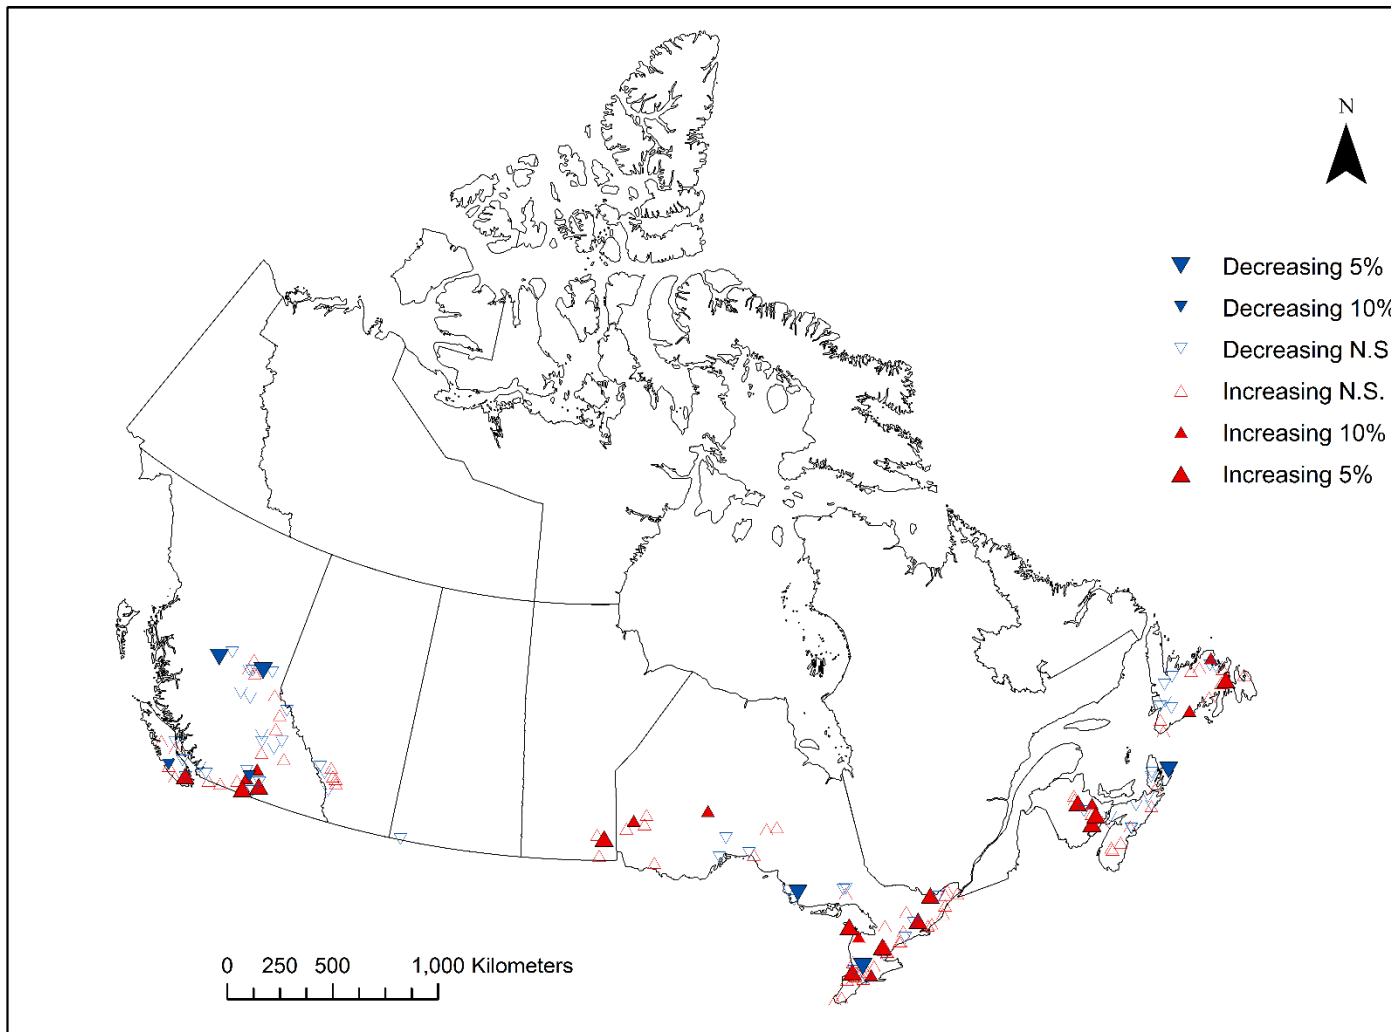 N
Decreasing 5%
Decreasing 10%
Decreasing N.S
Increasing N.S.
Increasing 10%
Increasing 5%
0 250 500 1,000 Kilometers